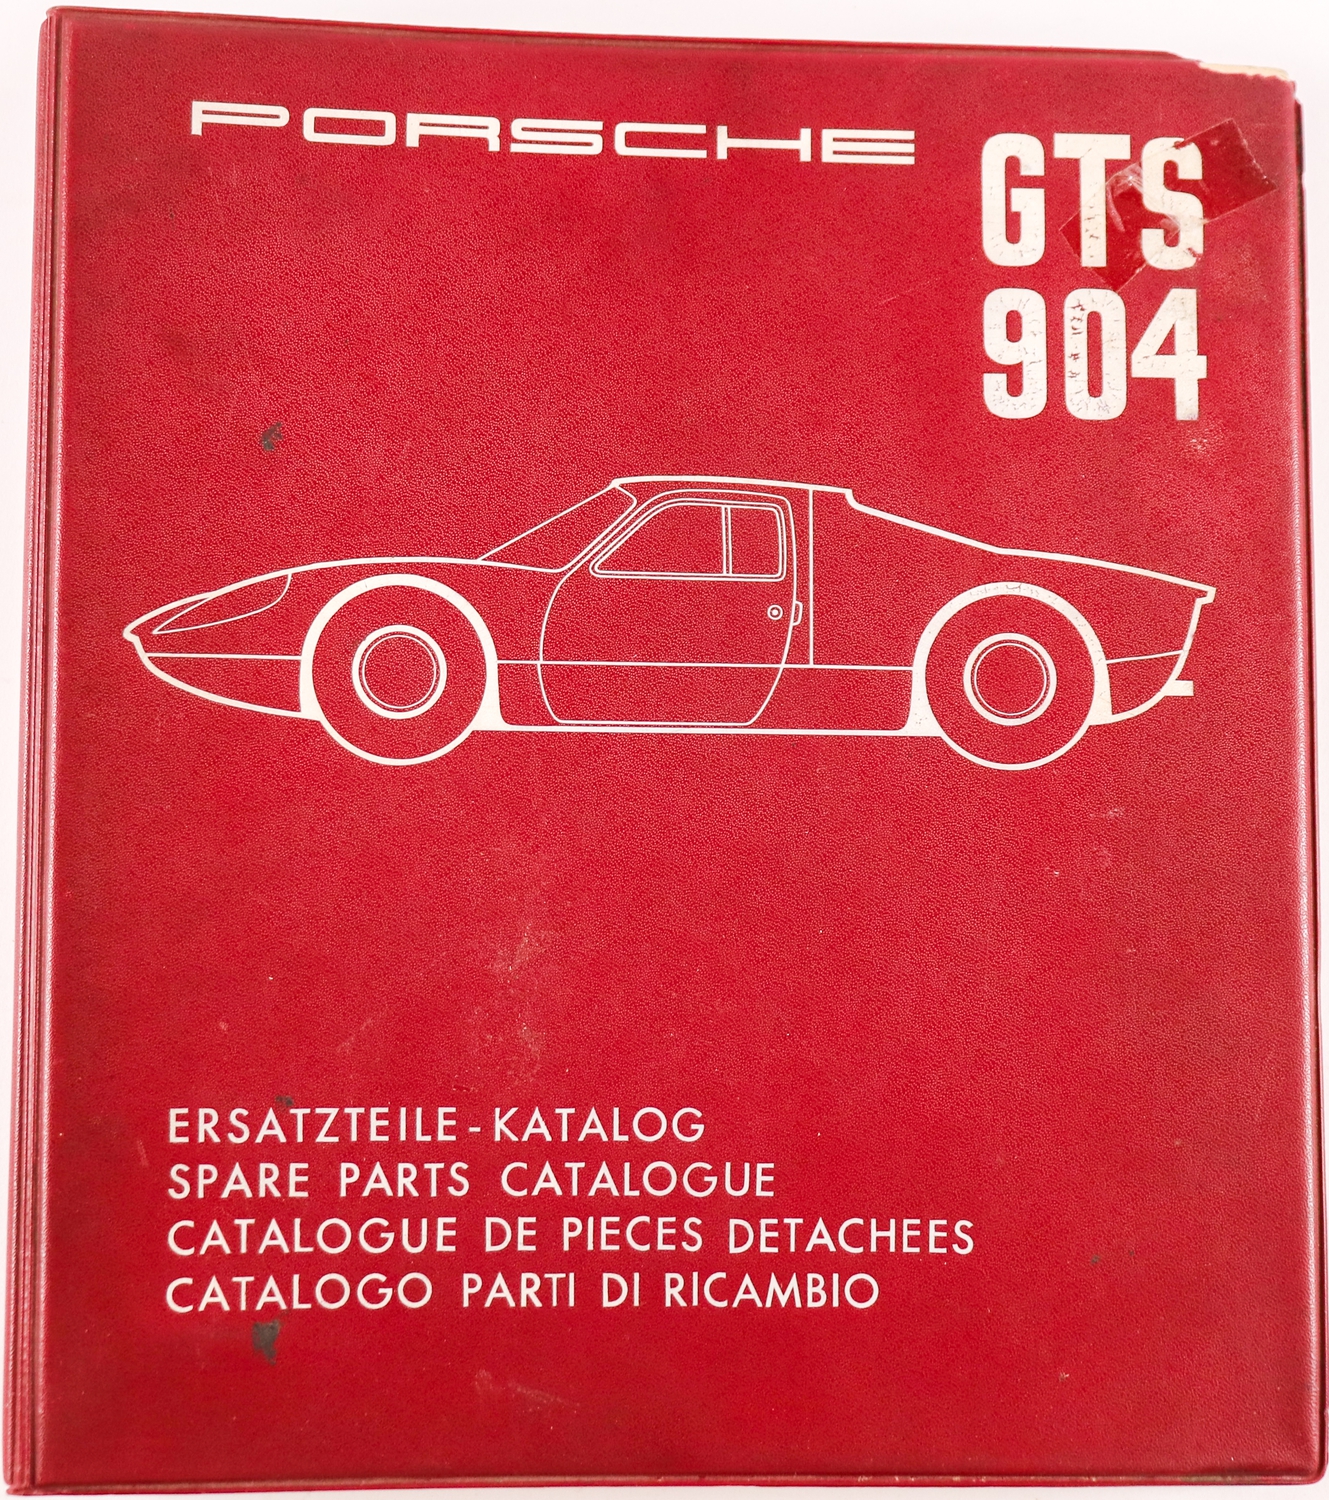 PORSCHE
GTS
904
ERSATZTEILE-KATALOG
SPARE PARTS CATALOGUE
CATALOGUE DE PIECES DETACHEES
CATALOGO PARTI DI RICAMBIO